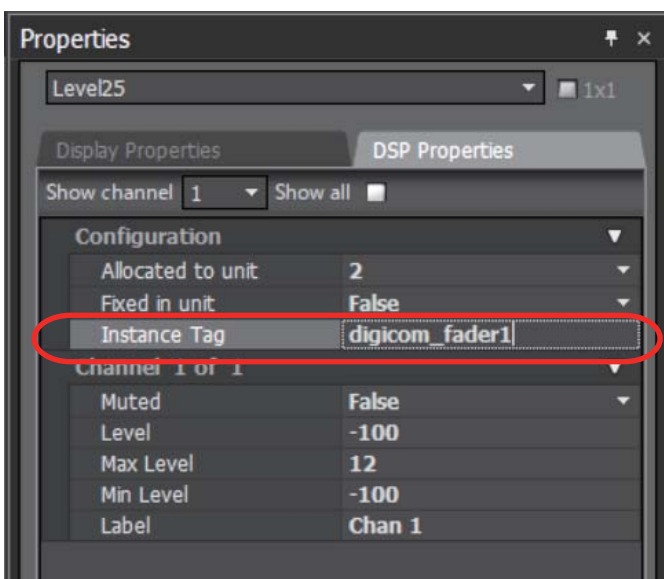 Properties
Level25 1x1
Display Properties DSP Properties
Show channel 1 Show all
Configuration
Allocated to unit 2
Fixed in unit False
Instance Tag digicom_fader1
Channel 1 of 1
Muted False
Level -100
Max Level 12
Min Level -100
Label Chan 1